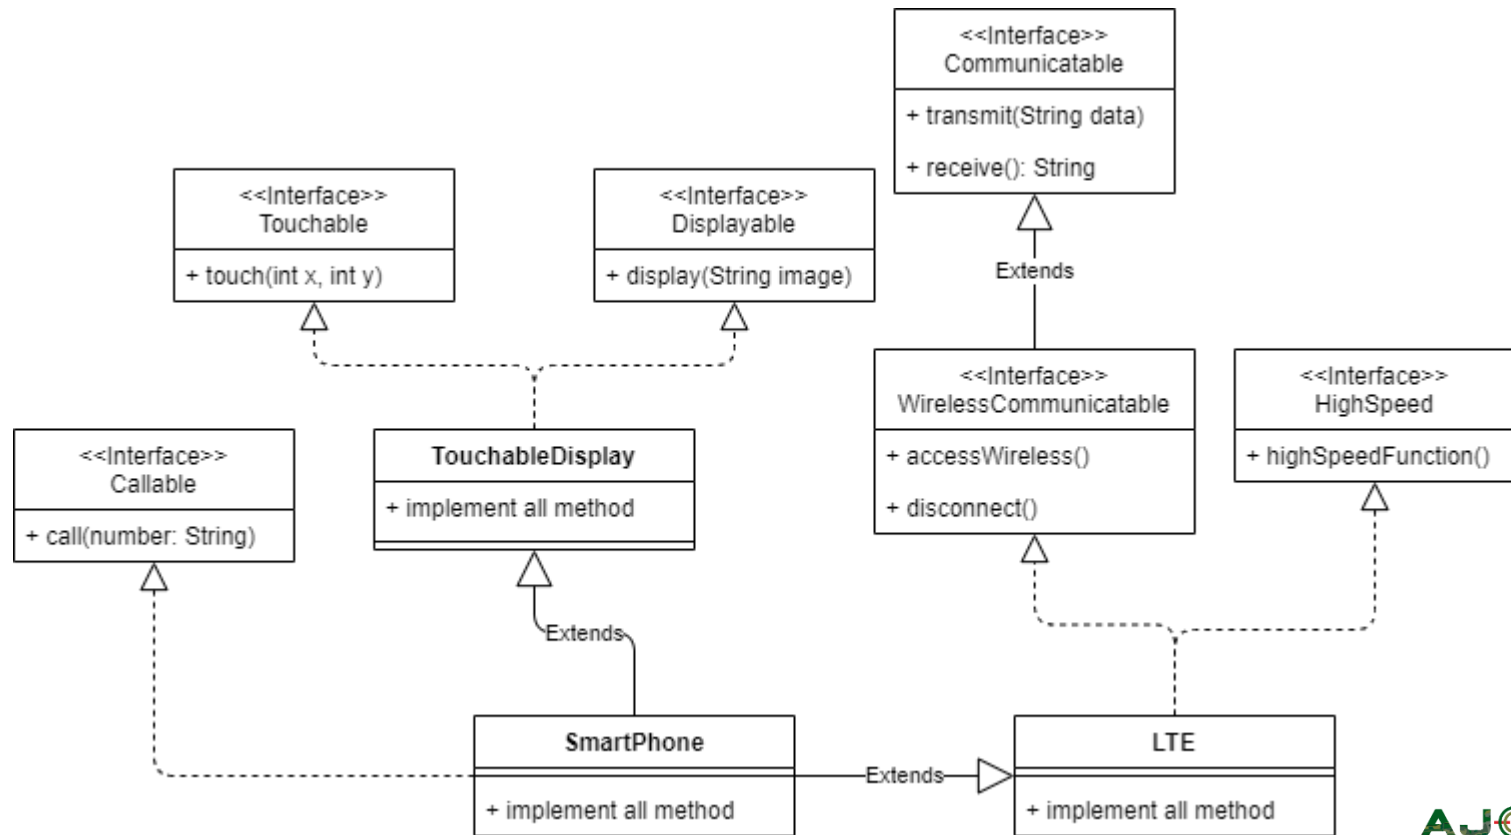 <<Interface>>
Communicatable
+ transmit(String data)
+ receive(): String
<<Interface>>
Touchable
+ touch(int x, int y)
<<Interface>>
Displayable
+ display(String image)
Extends
<<Interface>>
WirelessCommunicatable
+ accessWireless()
+ disconnect()
<<Interface>>
HighSpeed
+ highSpeedFunction()
<<Interface>>
Callable
+ call(number: String)
TouchableDisplay
+ implement all method
Extends
SmartPhone
+ implement all method
Extends
LTE
+ implement all method